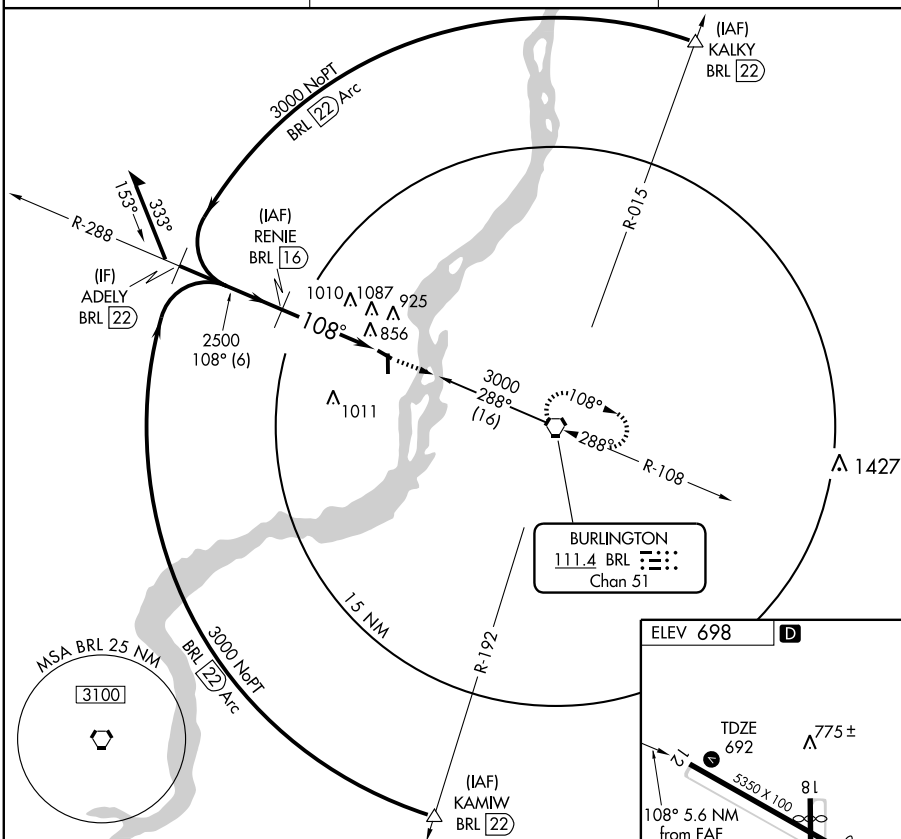 (IAF)
KALKY
BRL 22
3000 NoPT
BRL 22 Arc
R-015
153°
333°
R-288
(IAF)
RENIE
BRL 16
(IF)
ADELY
BRL 22
1010
1087
925
856
108°
2500
108° (6)
1011
3000
288°
(16)
108°
288°
R-108
1427
BURLINGTON
111.4 BRL
Chan 51
15 NM
R-192
3000 NoPT
BRL 22 Arc
MSA BRL 25 NM
3100
(IAF)
KAMIW
BRL 22
ELEV 698
D
TDZE
692
775 ±
12
V
5350 X 100
18
108° 5.6 NM
from FAF